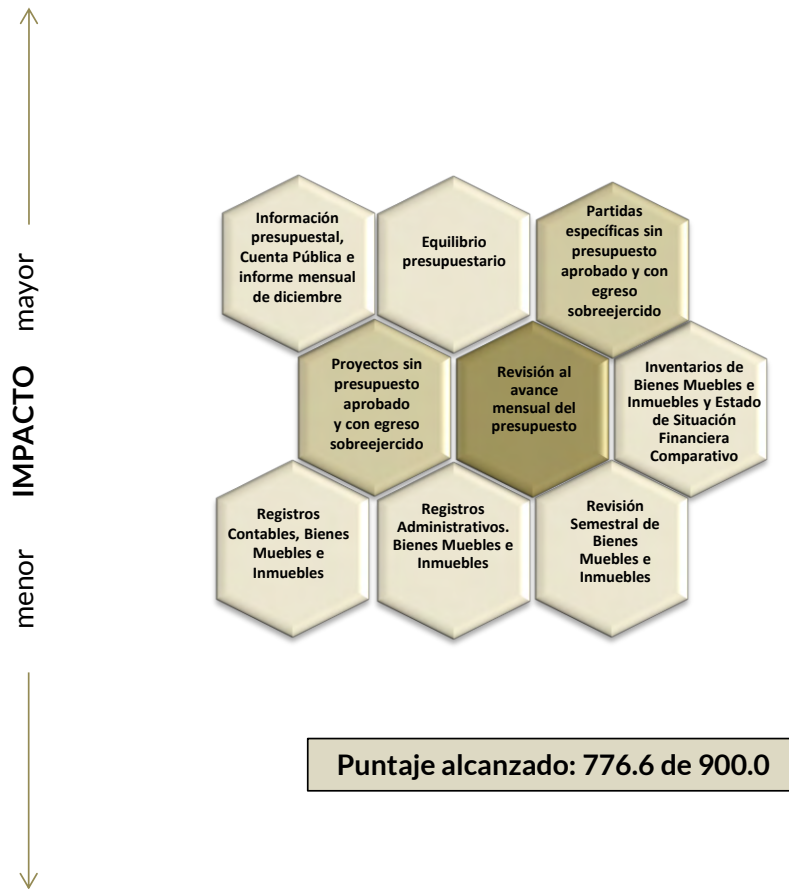 mayor
IMPACTO
menor
Información
presupuestal,
Cuenta Pública e
informe mensual
de diciembre
Equilibrio
presupuestario
Partidas
específicas sin
presupuesto
aprobado y con
egreso
sobreejercido
Proyectos sin
presupuesto
aprobado
y con egreso
sobreejercido
Revisión al
avance
mensual del
presupuesto
Inventarios de
Bienes Muebles e
Inmuebles y Estado
de Situación
Financiera
Comparativo
Registros
Contables, Bienes
Muebles e
Inmuebles
Registros
Administrativos.
Bienes Muebles e
Inmuebles
Revisión
Semestral de
Bienes
Muebles e
Inmuebles
Puntaje alcanzado: 776.6 de 900.0